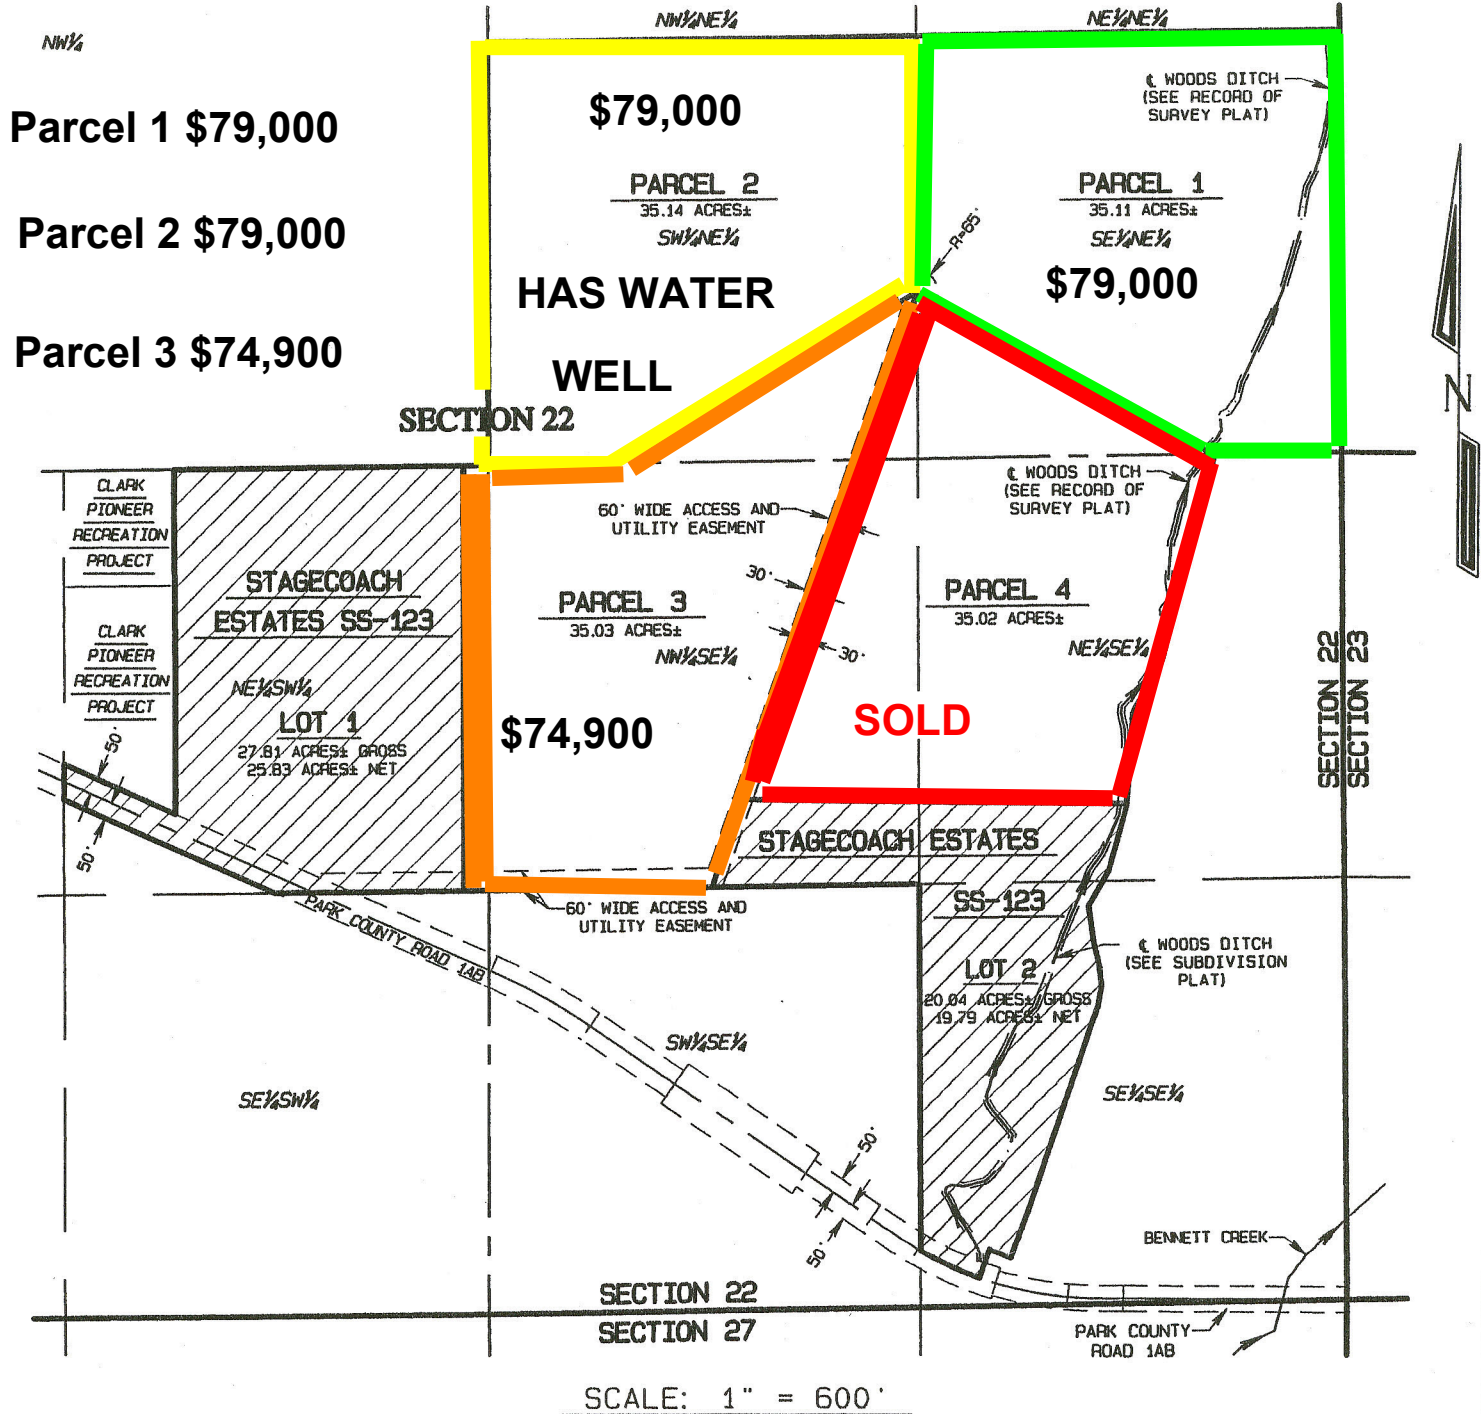 NW¼NE¼
NE¼NE¼
NW¼
Parcel 1 $79,000
Parcel 2 $79,000
Parcel 3 $74,900
$79,000
PARCEL 2
35.14 ACRES±
SW¼NE¼
HAS WATER
WELL
℄ WOODS DITCH
(SEE RECORD OF
SURVEY PLAT)
PARCEL 1
35.11 ACRES±
SE¼NE¼
$79,000
R=65'
N
SECTION 22
CLARK
PIONEER
RECREATION
PROJECT
CLARK
PIONEER
RECREATION
PROJECT
STAGECOACH
ESTATES SS-123
NE¼SW¼
LOT 1
27.81 ACRES± GROSS
25.83 ACRES± NET
50'
50'
60' WIDE ACCESS AND
UTILITY EASEMENT
30'
30'
PARCEL 3
35.03 ACRES±
NW¼SE¼
$74,900
℄ WOODS DITCH
(SEE RECORD OF
SURVEY PLAT)
PARCEL 4
35.02 ACRES±
NE¼SE¼
SOLD
SECTION 22
SECTION 23
STAGECOACH ESTATES
SS-123
LOT 2
20.04 ACRES± GROSS
19.79 ACRES± NET
60' WIDE ACCESS AND
UTILITY EASEMENT
PARK COUNTY ROAD 1AB
℄ WOODS DITCH
(SEE SUBDIVISION
PLAT)
SW¼SE¼
SE¼SW¼
SE¼SE¼
50'
50'
BENNETT CREEK
SECTION 22
SECTION 27
PARK COUNTY
ROAD 1AB
SCALE: 1" = 600'